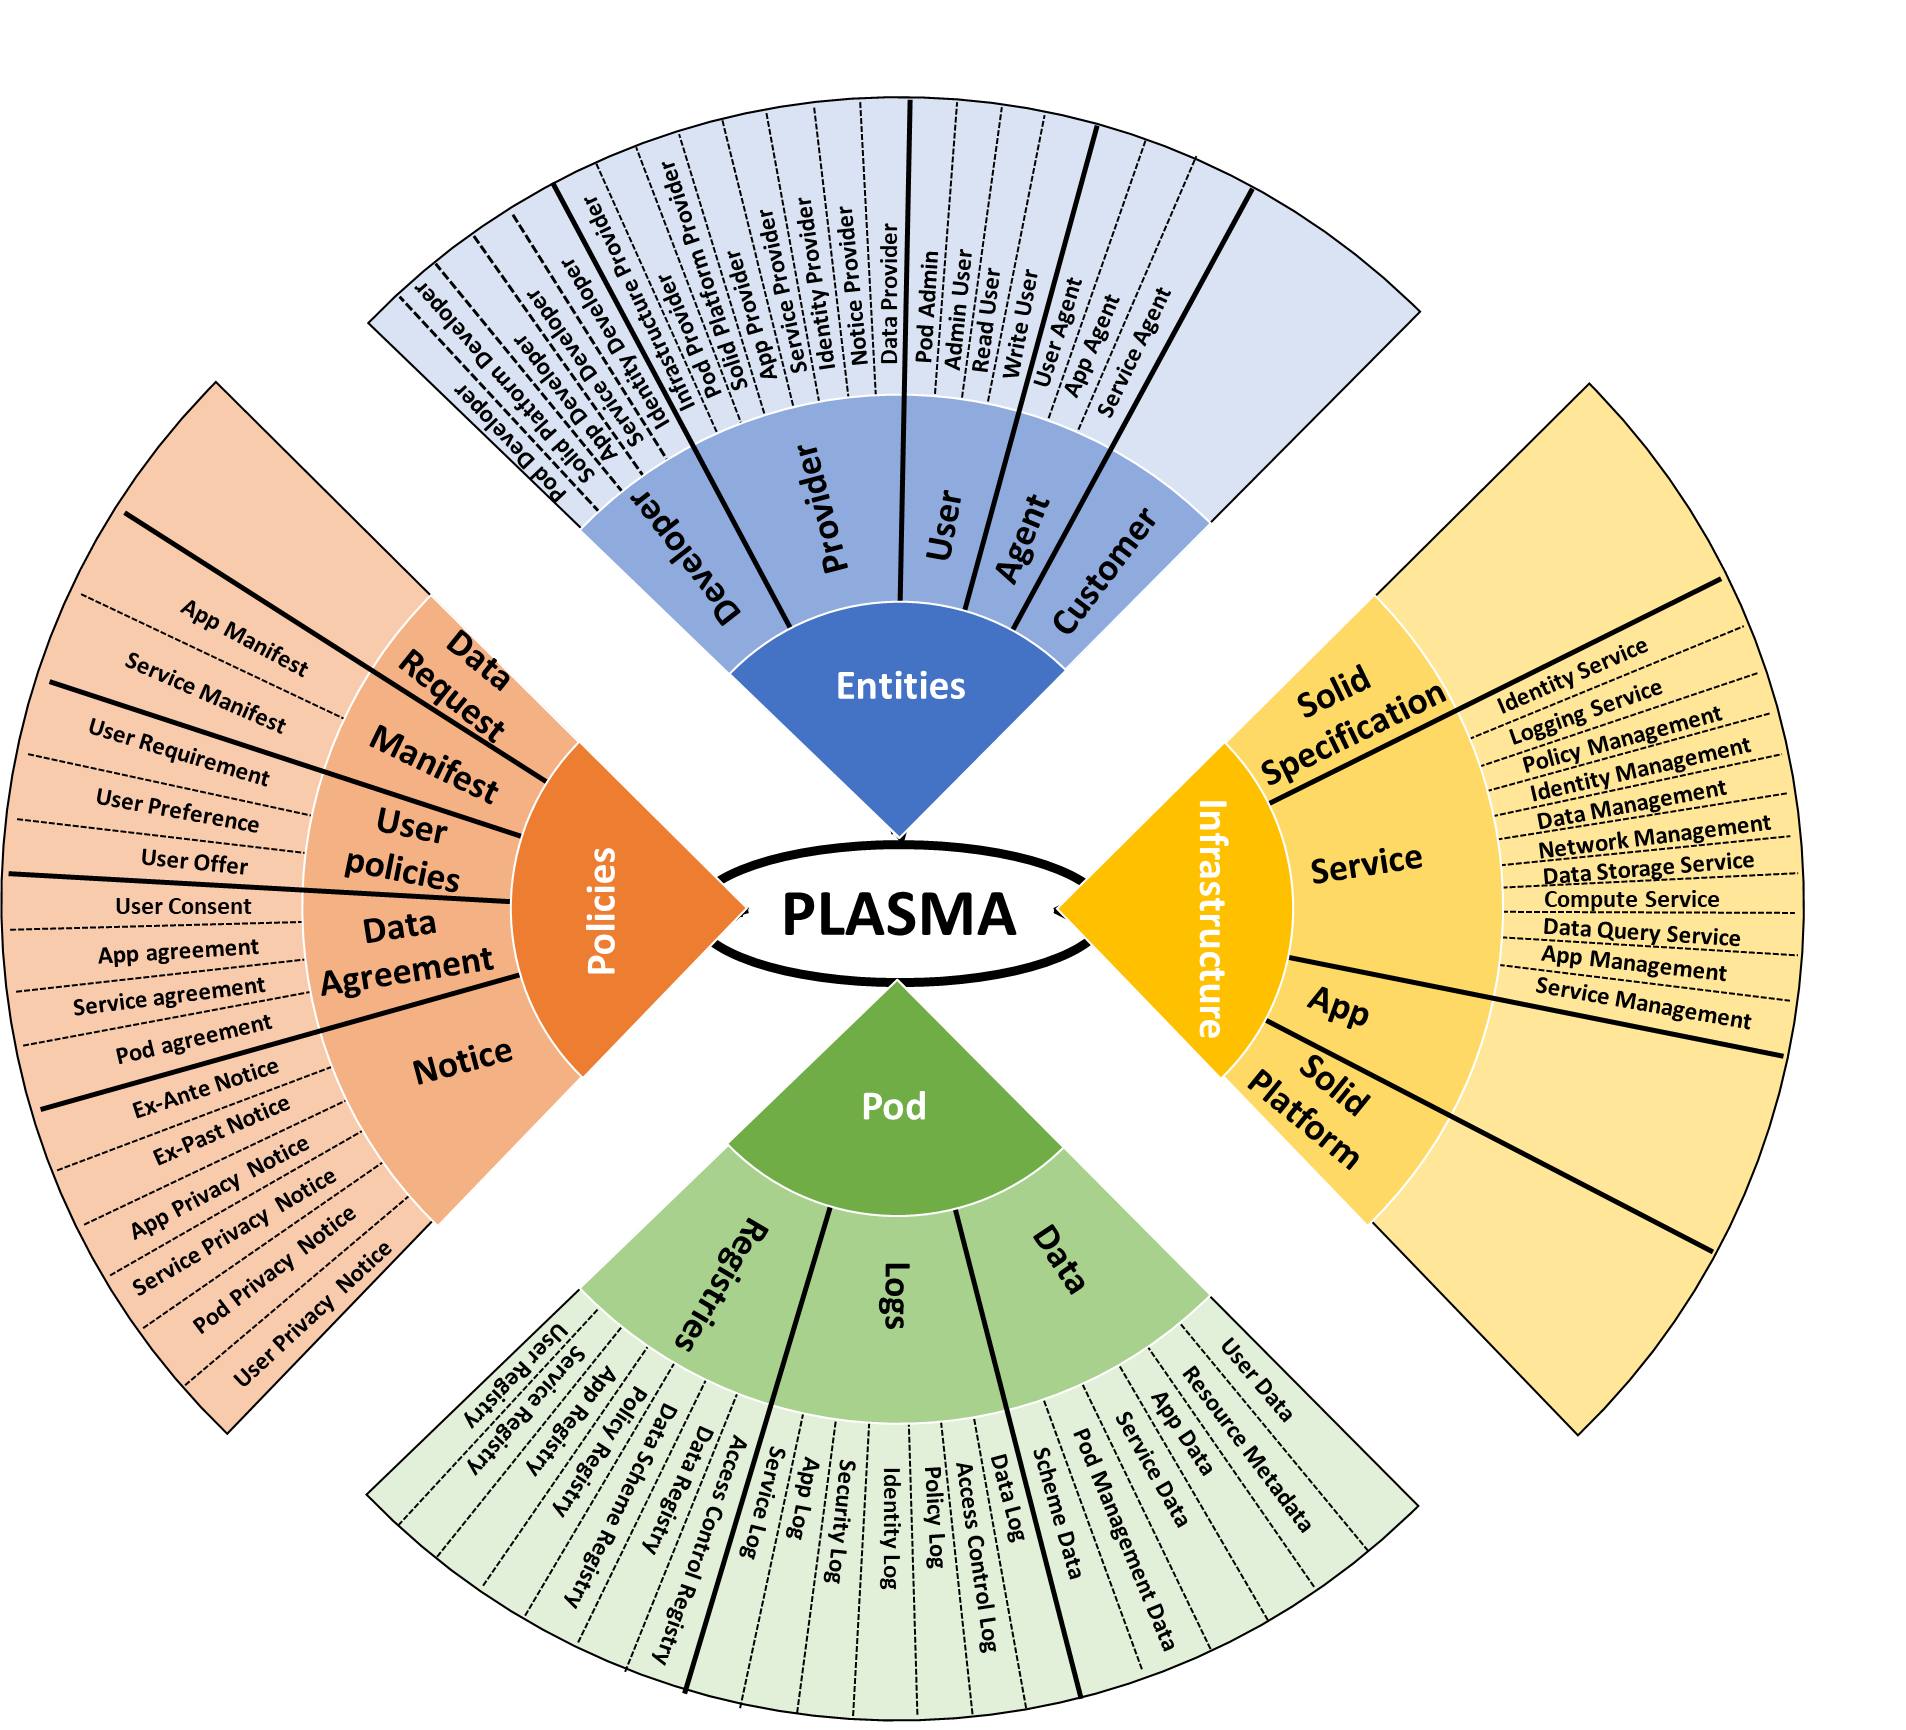 PLASMA
Entities
Developer
Pod Developer
Solid Platform Developer
App Developer
Service Developer
Identity Developer
Provider
Infrastructure Provider
Pod Provider
Solid Platform Provider
App Provider
Service Provider
Identity Provider
Notice Provider
Data Provider
User
Pod Admin
Admin User
Read User
Write User
Agent
User Agent
App Agent
Service Agent
Customer
Infrastructure
Solid
Specification
Service
Identity Service
Logging Service
Policy Management
Identity Management
Data Management
Network Management
Data Storage Service
Compute Service
Data Query Service
App Management
Service Management
App
Solid
Platform
Pod
Data
User Data
Resource Metadata
App Data
Service Data
Pod Management Data
Scheme Data
Logs
Data Log
Access Control Log
Policy Log
Identity Log
Security Log
App Log
Service Log
Registries
Access Control Registry
Data Registry
Data Scheme Registry
Policy Registry
App Registry
Service Registry
User Registry
Policies
Data
Request
Manifest
App Manifest
Service Manifest
User
policies
User Requirement
User Preference
User Offer
Data
Agreement
User Consent
App agreement
Service agreement
Pod agreement
Notice
Ex-Ante Notice
Ex-Past Notice
App Privacy Notice
Service Privacy Notice
Pod Privacy Notice
User Privacy Notice